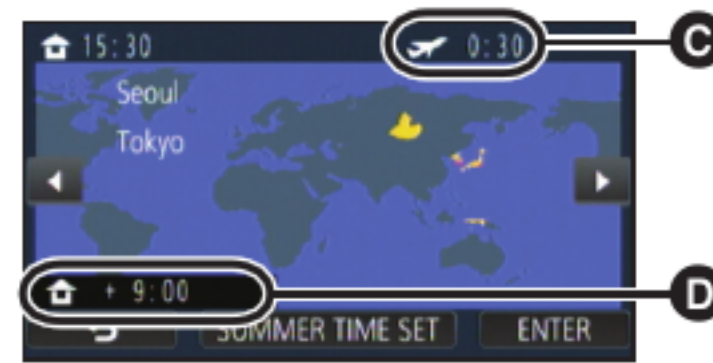 15:30
0:30
C
Seoul
Tokyo
+ 9:00
D
SUMMER TIME SET
ENTER